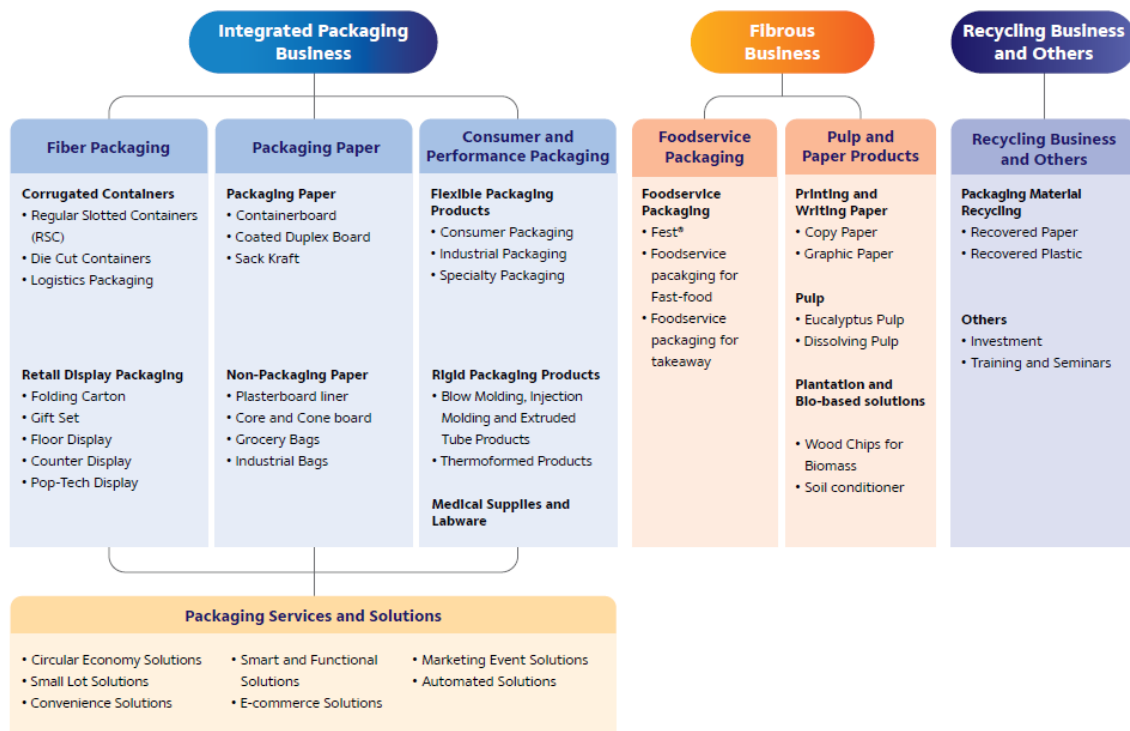 Integrated Packaging
Business
Fibrous
Business
Recycling Business
and Others
Fiber Packaging
Corrugated Containers
• Regular Slotted Containers
(RSC)
• Die Cut Containers
• Logistics Packaging
Retail Display Packaging
• Folding Carton
• Gift Set
• Floor Display
• Counter Display
• Pop-Tech Display
Packaging Paper
Packaging Paper
• Containerboard
• Coated Duplex Board
• Sack Kraft
Non-Packaging Paper
• Plasterboard liner
• Core and Cone board
• Grocery Bags
• Industrial Bags
Consumer and
Performance Packaging
Flexible Packaging
Products
• Consumer Packaging
• Industrial Packaging
• Specialty Packaging
Rigid Packaging Products
• Blow Molding, Injection
Molding and Extruded
Tube Products
• Thermoformed Products
Medical Supplies and
Labware
Foodservice
Packaging
Foodservice
Packaging
• Fest®
• Foodservice
pacakging for
Fast-food
• Foodservice
packaging for
takeaway
Pulp and
Paper Products
Printing and
Writing Paper
• Copy Paper
• Graphic Paper
Pulp
• Eucalyptus Pulp
• Dissolving Pulp
Plantation and
Bio-based solutions
• Wood Chips for
Biomass
• Soil conditioner
Recycling Business
and Others
Packaging Material
Recycling
• Recovered Paper
• Recovered Plastic
Others
• Investment
• Training and Seminars
Packaging Services and Solutions
• Circular Economy Solutions
• Small Lot Solutions
• Convenience Solutions
• Smart and Functional
Solutions
• E-commerce Solutions
• Marketing Event Solutions
• Automated Solutions